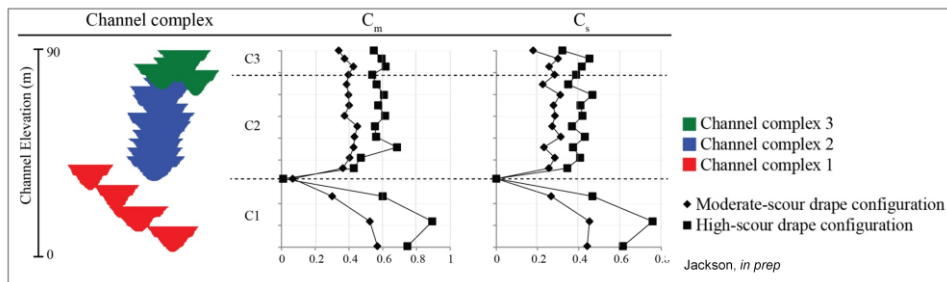 Channel complex
Cm
Cs
Channel Elevation (m)
90
0
C3
C2
C1
0 0.2 0.4 0.6 0.8 1
0 0.2 0.4 0.6 0.8
Channel complex 3
Channel complex 2
Channel complex 1
Moderate-scour drape configuration
High-scour drape configuration
Jackson, in prep